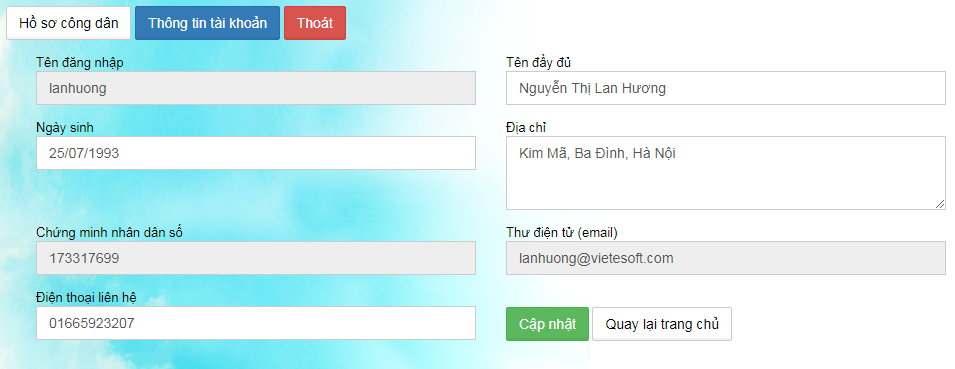 Hồ sơ công dân
Thông tin tài khoản
Thoát
Tên đăng nhập
lanhuong
Tên đầy đủ
Nguyễn Thị Lan Hương
Ngày sinh
25/07/1993
Địa chỉ
Kim Mã, Ba Đình, Hà Nội
Chứng minh nhân dân số
173317699
Thư điện tử (email)
lanhuong@vietesoft.com
Điện thoại liên hệ
01665923207
Cập nhật
Quay lại trang chủ